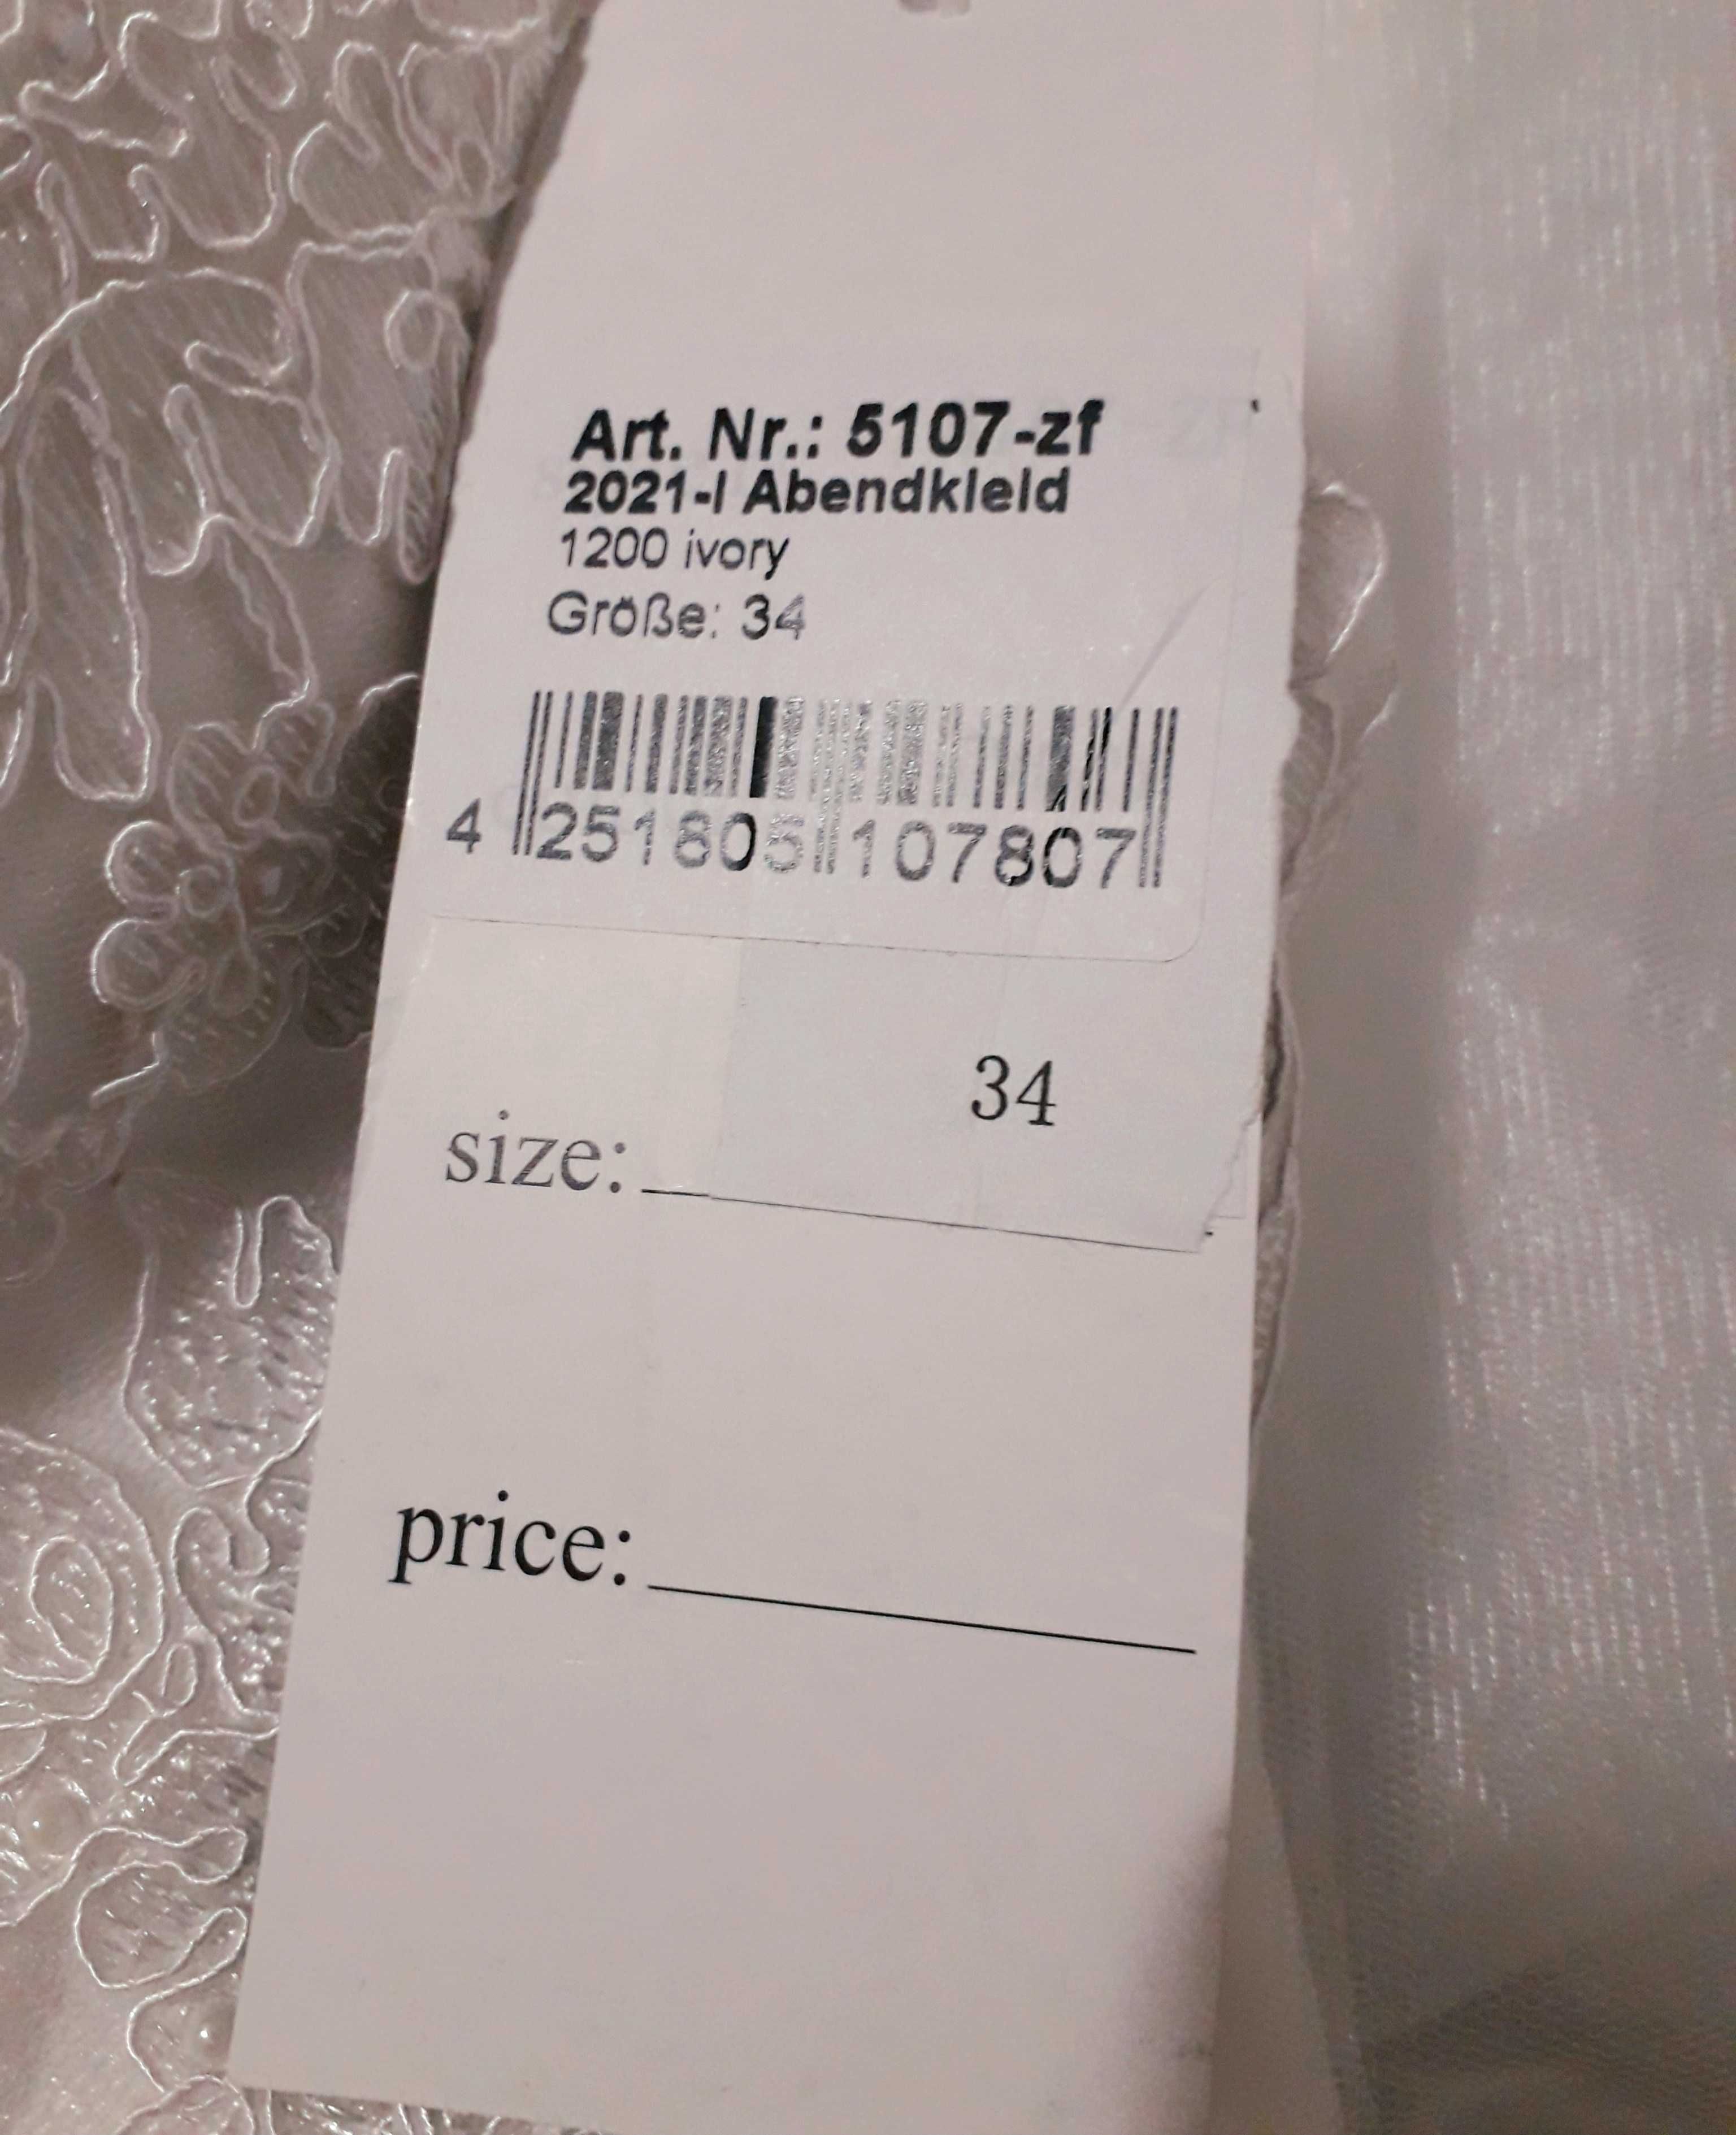 Art. Nr.: 5107-zf
2021-I Abendkleid
1200 ivory
Größe: 34
4 251805 107807
34
size:
price: